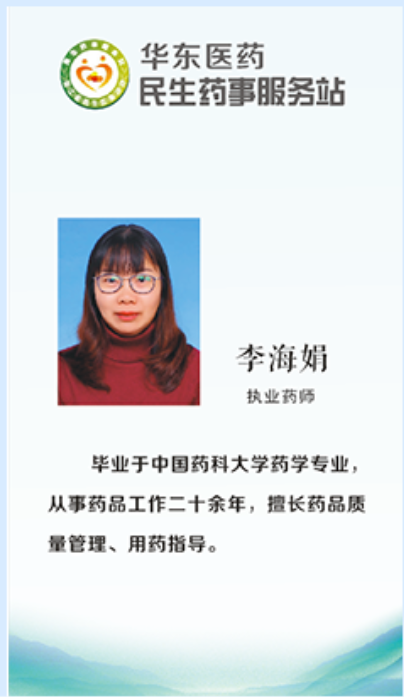 华东医药
民生药事服务站
李海娟
执业药师
毕业于中国药科大学药学专业，
从事药品工作二十余年，擅长药品质
量管理、用药指导。